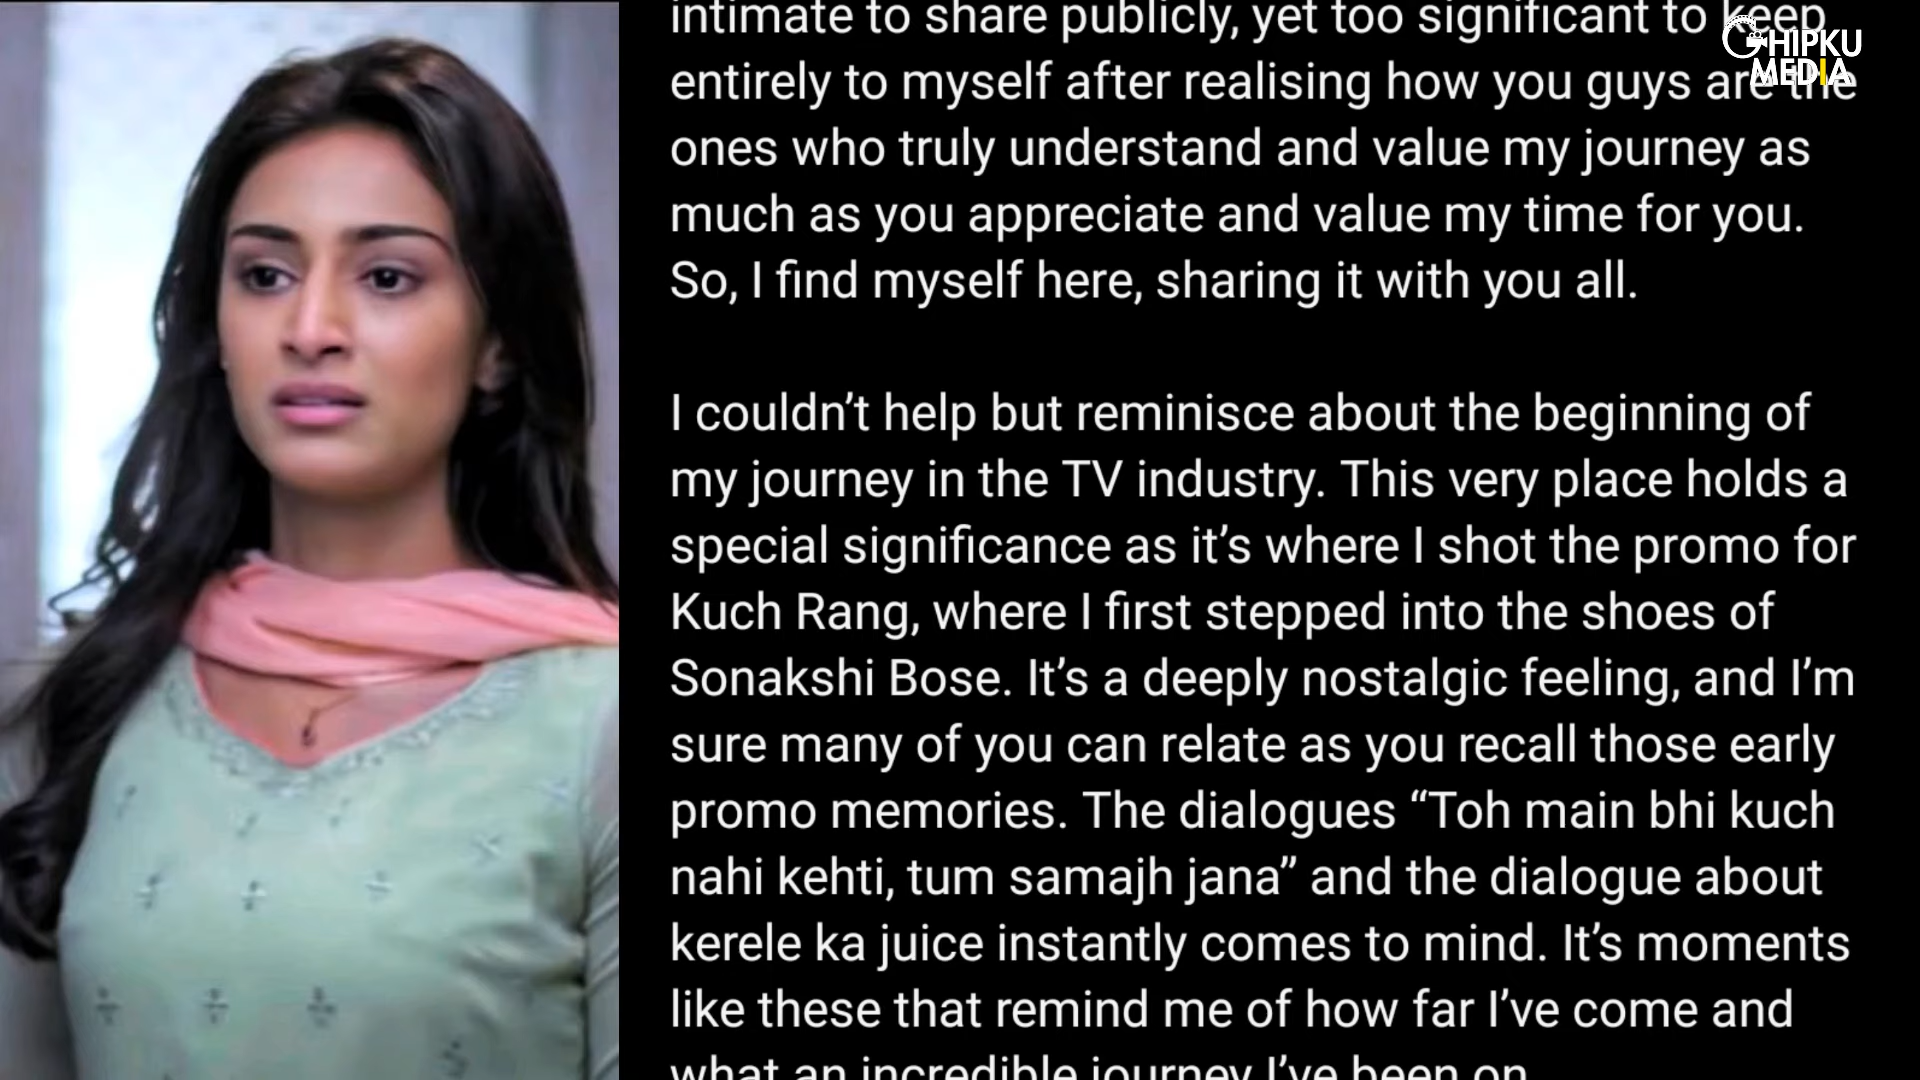 intimate to share publicly, yet too significant to keep
entirely to myself after realising how you guys are the
ones who truly understand and value my journey as
much as you appreciate and value my time for you.
So, I find myself here, sharing it with you all.
I couldn’t help but reminisce about the beginning of
my journey in the TV industry. This very place holds a
special significance as it’s where I shot the promo for
Kuch Rang, where I first stepped into the shoes of
Sonakshi Bose. It’s a deeply nostalgic feeling, and I’m
sure many of you can relate as you recall those early
promo memories. The dialogues “Toh main bhi kuch
nahi kehti, tum samajh jana” and the dialogue about
kerele ka juice instantly comes to mind. It’s moments
like these that remind me of how far I’ve come and
what an incredible journey I’ve been on
CHIPKU
MEDIA